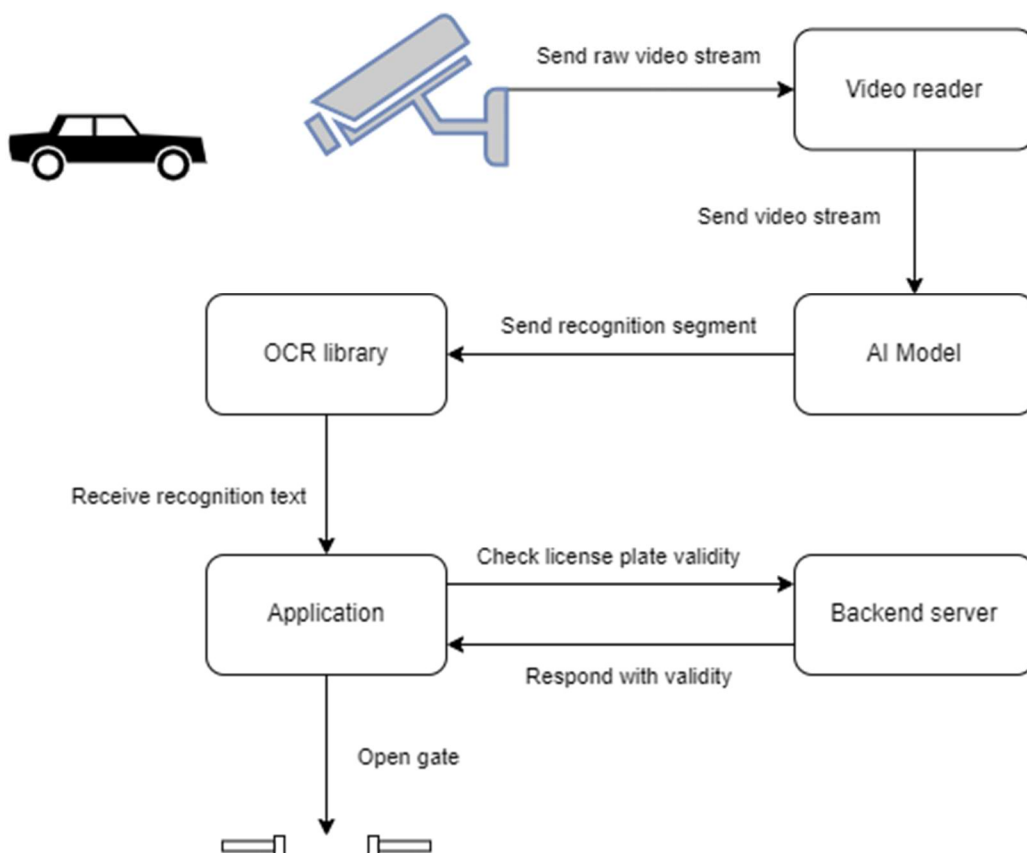 Send raw video stream
Video reader
Send video stream
OCR library
Send recognition segment
AI Model
Receive recognition text
Application
Check license plate validity
Backend server
Respond with validity
Open gate